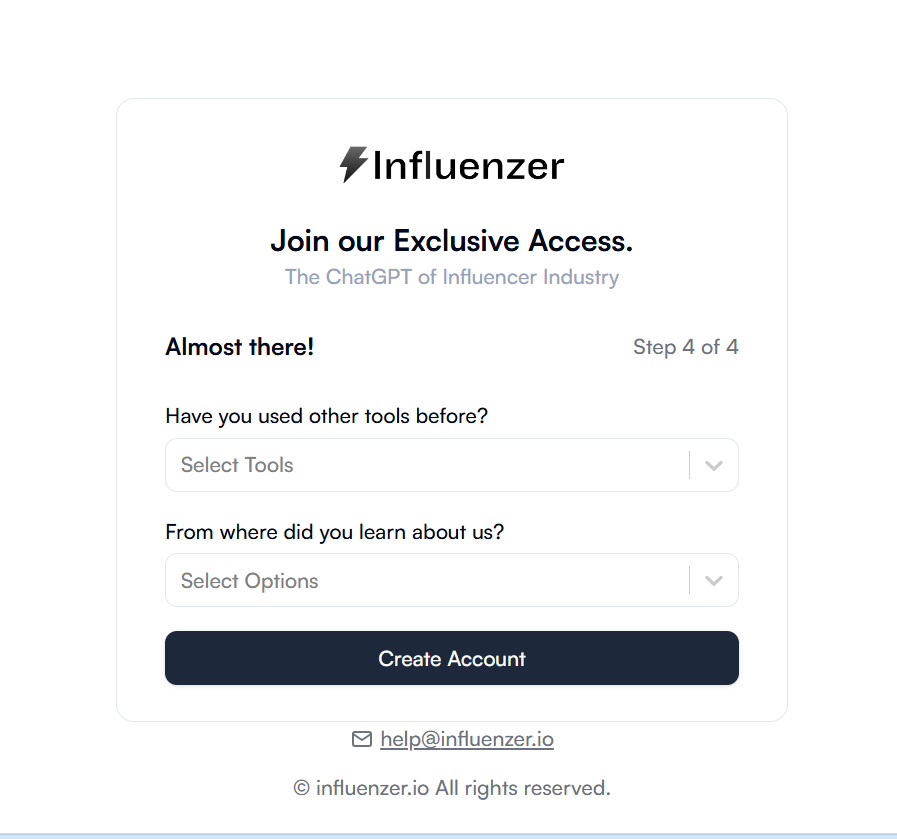 Influenzer
Join our Exclusive Access.
The ChatGPT of Influencer Industry
Almost there!
Step 4 of 4
Have you used other tools before?
Select Tools
From where did you learn about us?
Select Options
Create Account
help@influenzer.io
© influenzer.io All rights reserved.